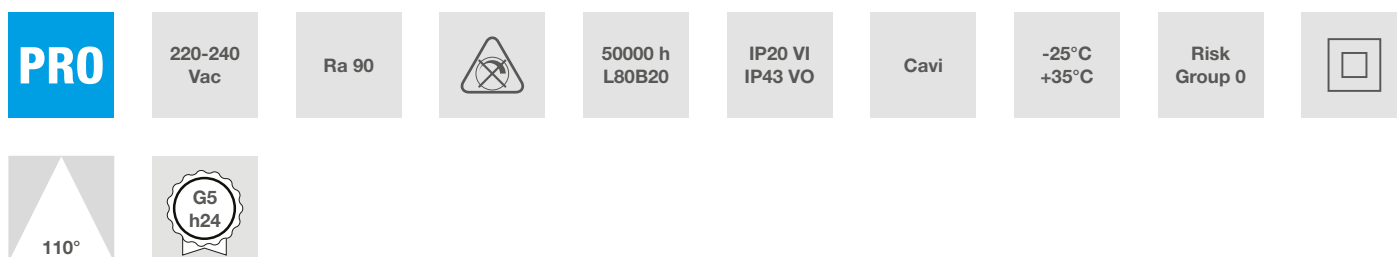 PRO
220-240
Vac
Ra 90
50000 h
L80B20
IP20 VI
IP43 VO
Cavi
-25°C
+35°C
Risk
Group 0
110°
G5
h24